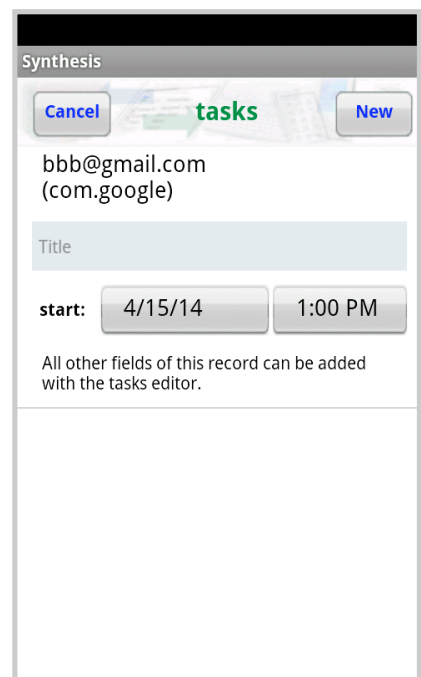 Synthesis
Cancel tasks New
bbb@gmail.com
(com.google)
Title
start: 4/15/14 1:00 PM
All other fields of this record can be added
with the tasks editor.